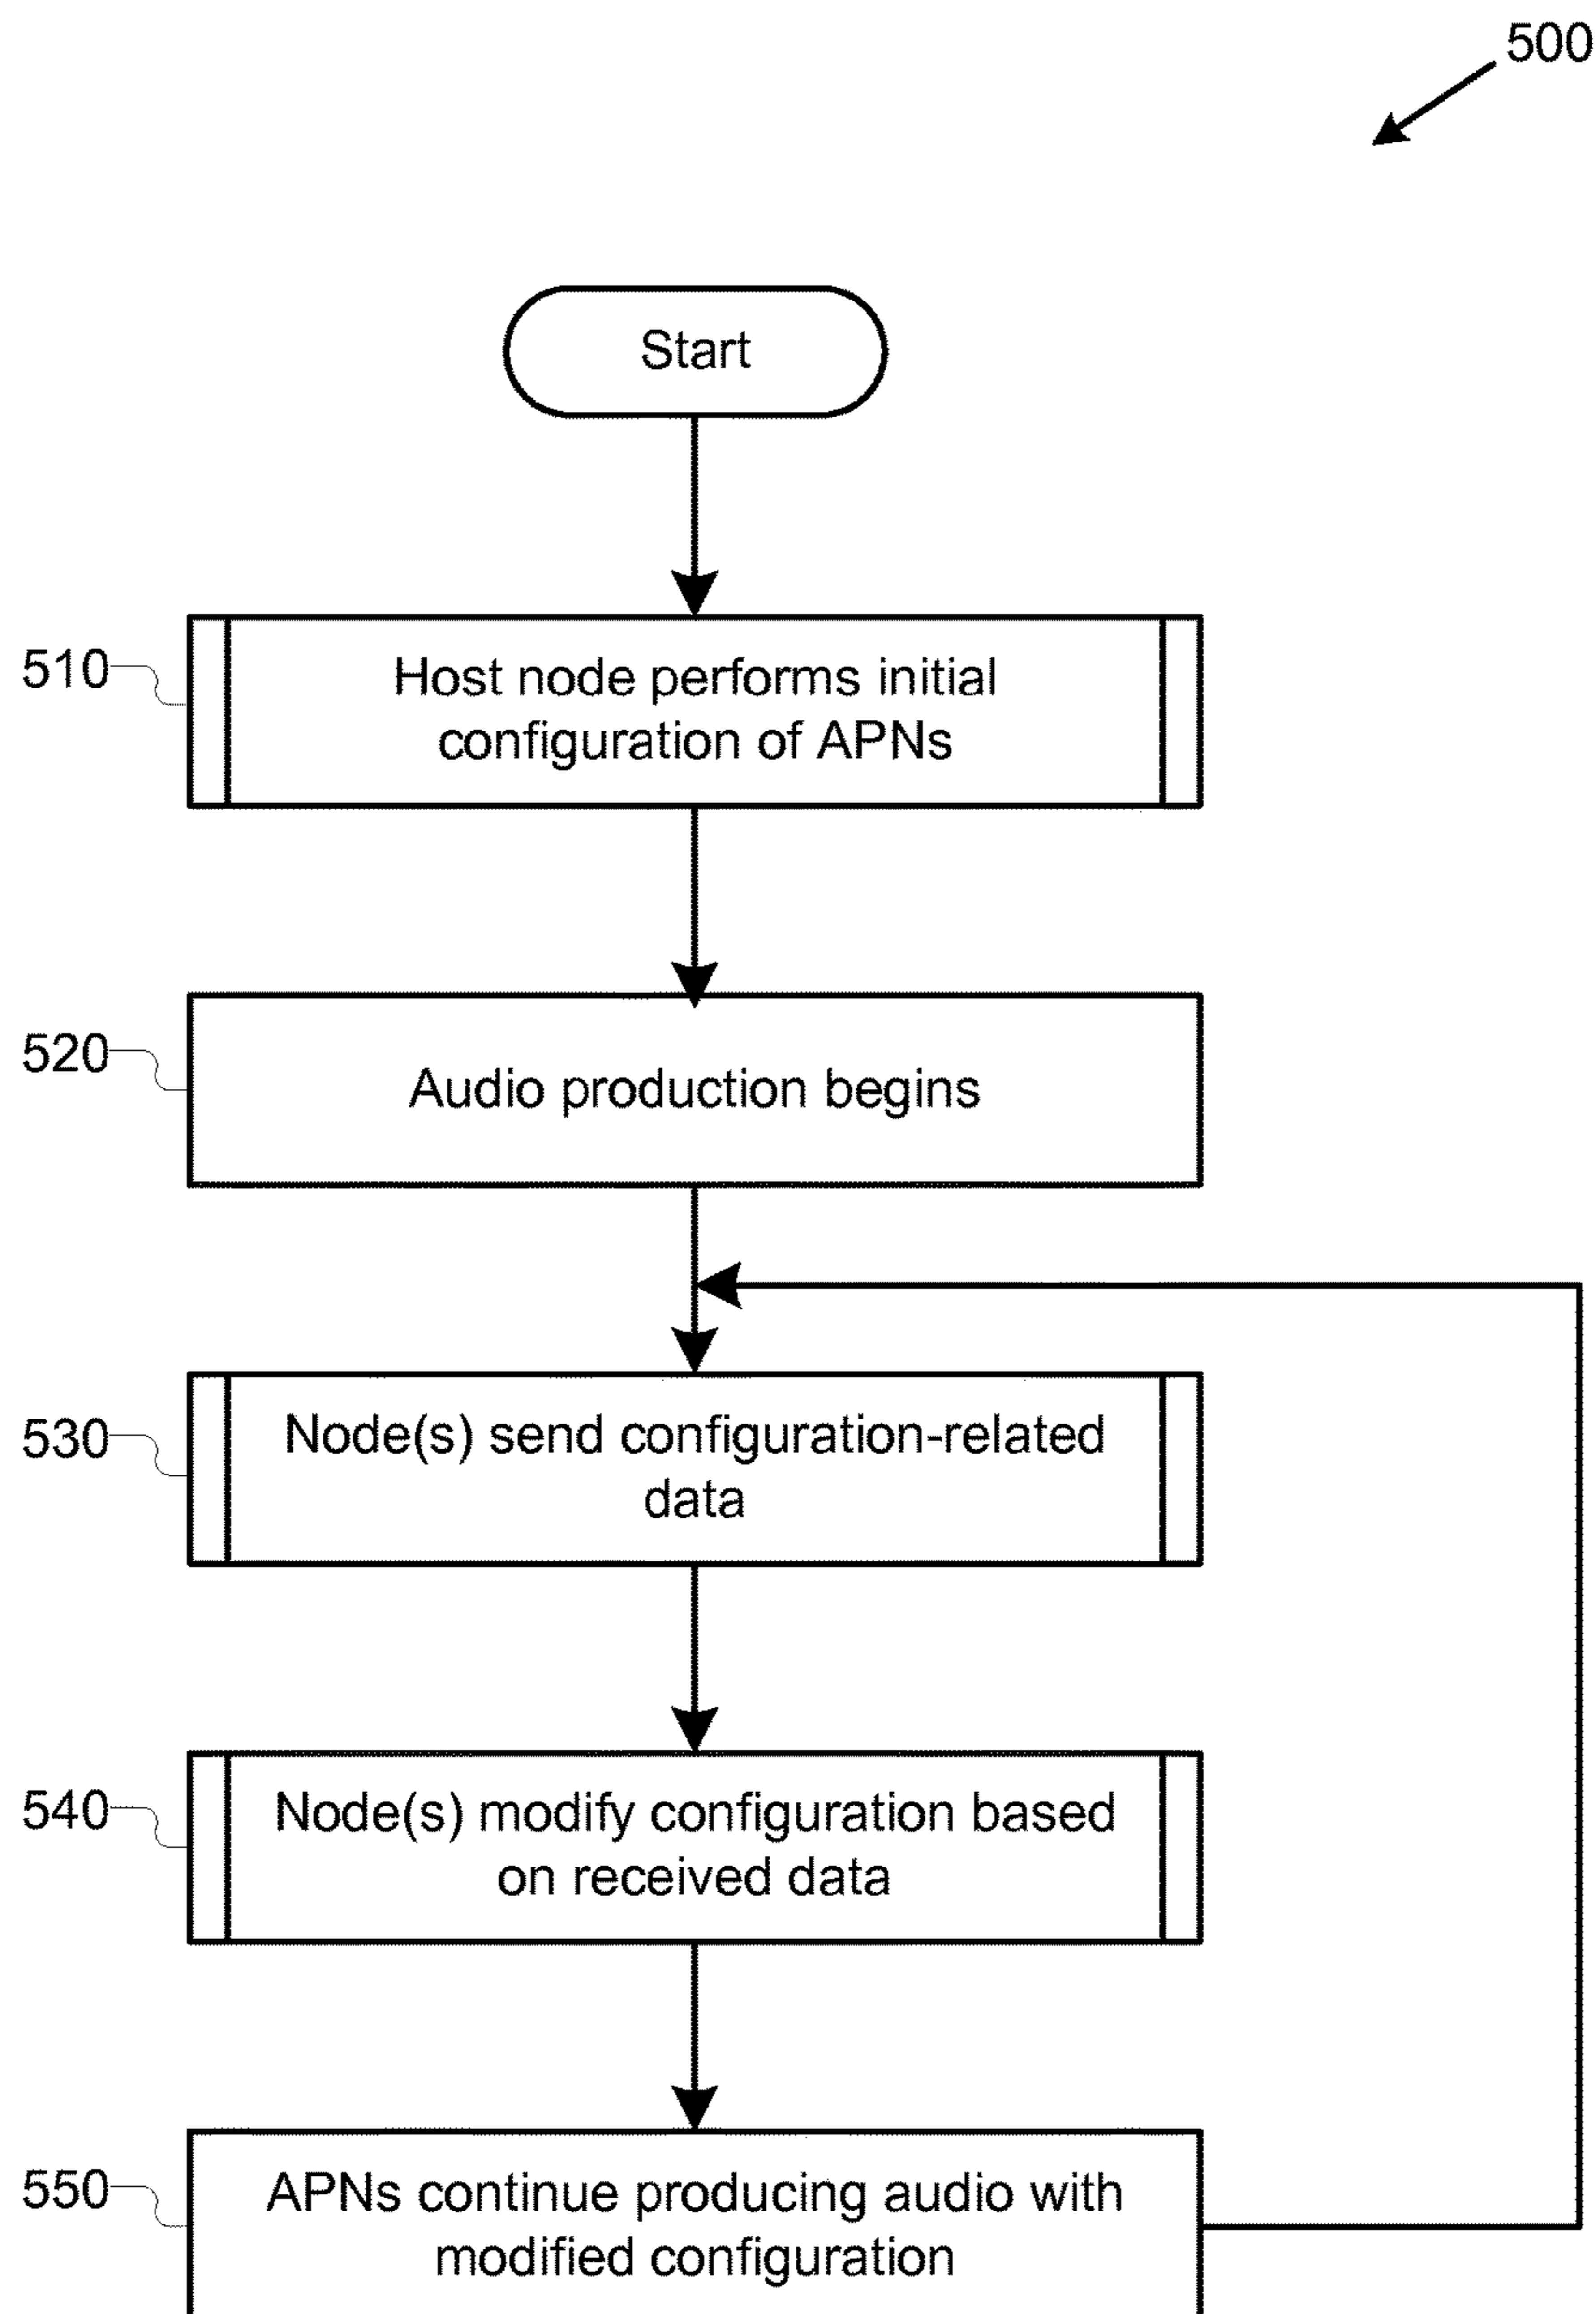 500
Start
510
Host node performs initial
configuration of APNs
520
Audio production begins
530
Node(s) send configuration-related
data
540
Node(s) modify configuration based
on received data
550
APNs continue producing audio with
modified configuration